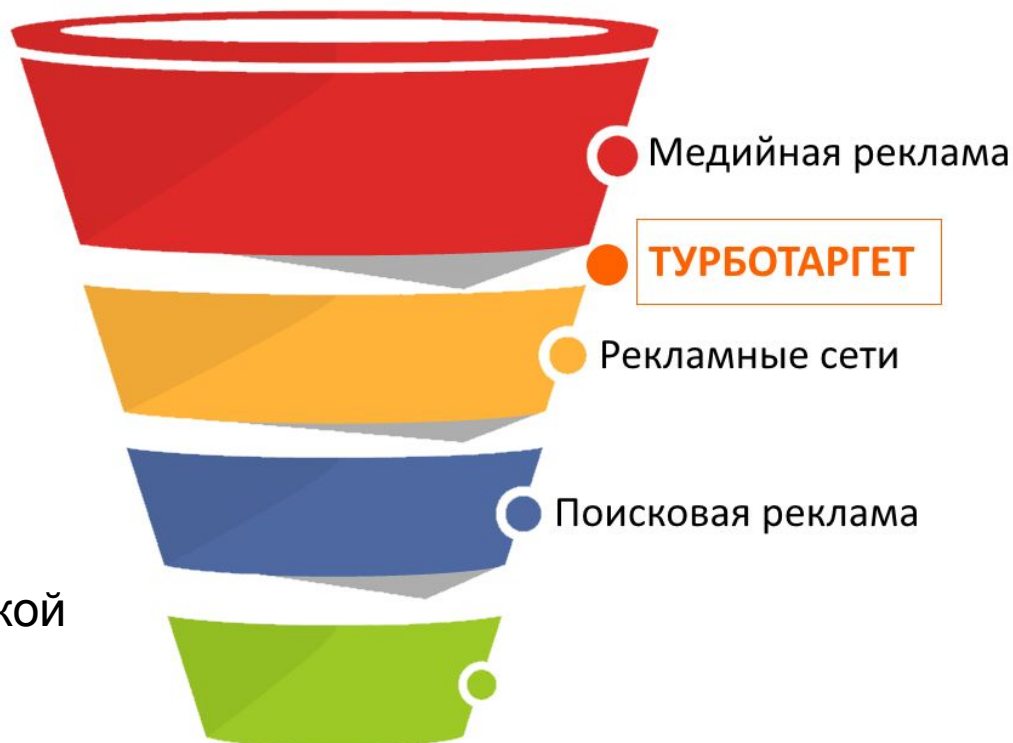 Медийная реклама
ТУРБОТАРГЕТ
Рекламные сети
Поисковая реклама
кой